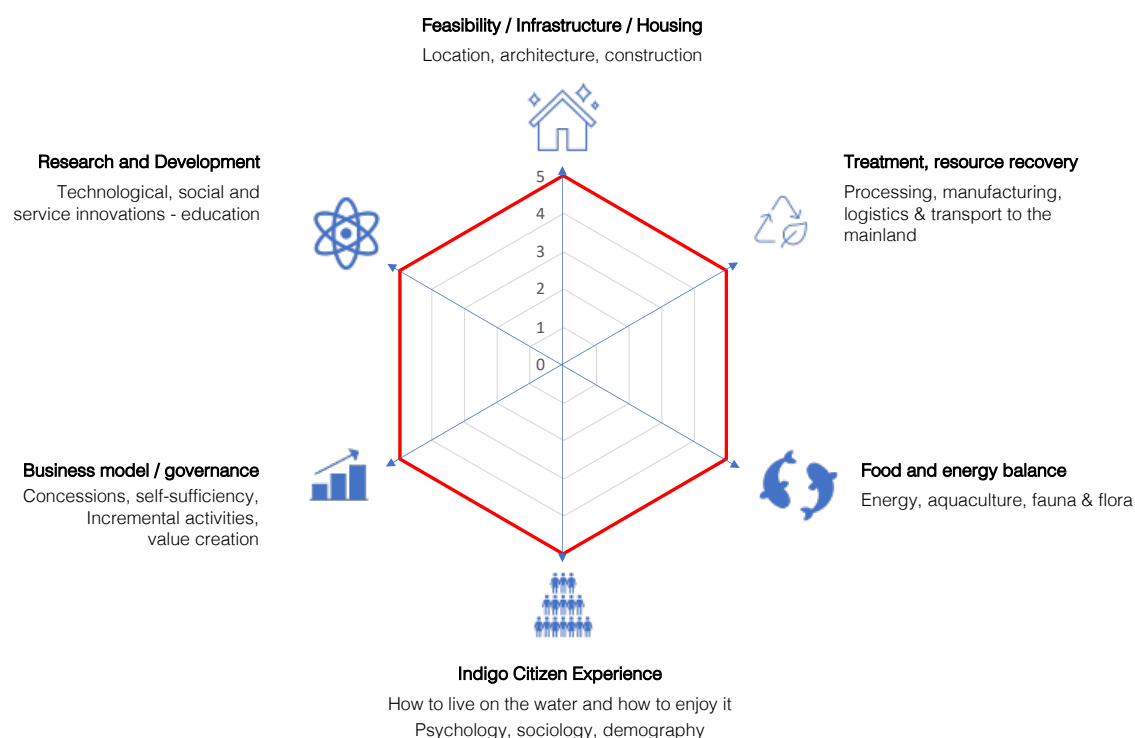 Feasibility / Infrastructure / Housing
Location, architecture, construction
Research and Development
Technological, social and
service innovations - education
Treatment, resource recovery
Processing, manufacturing,
logistics & transport to the
mainland
5
4
3
2
1
0
Business model / governance
Concessions, self-sufficiency,
Incremental activities,
value creation
Food and energy balance
Energy, aquaculture, fauna & flora
Indigo Citizen Experience
How to live on the water and how to enjoy it
Psychology, sociology, demography